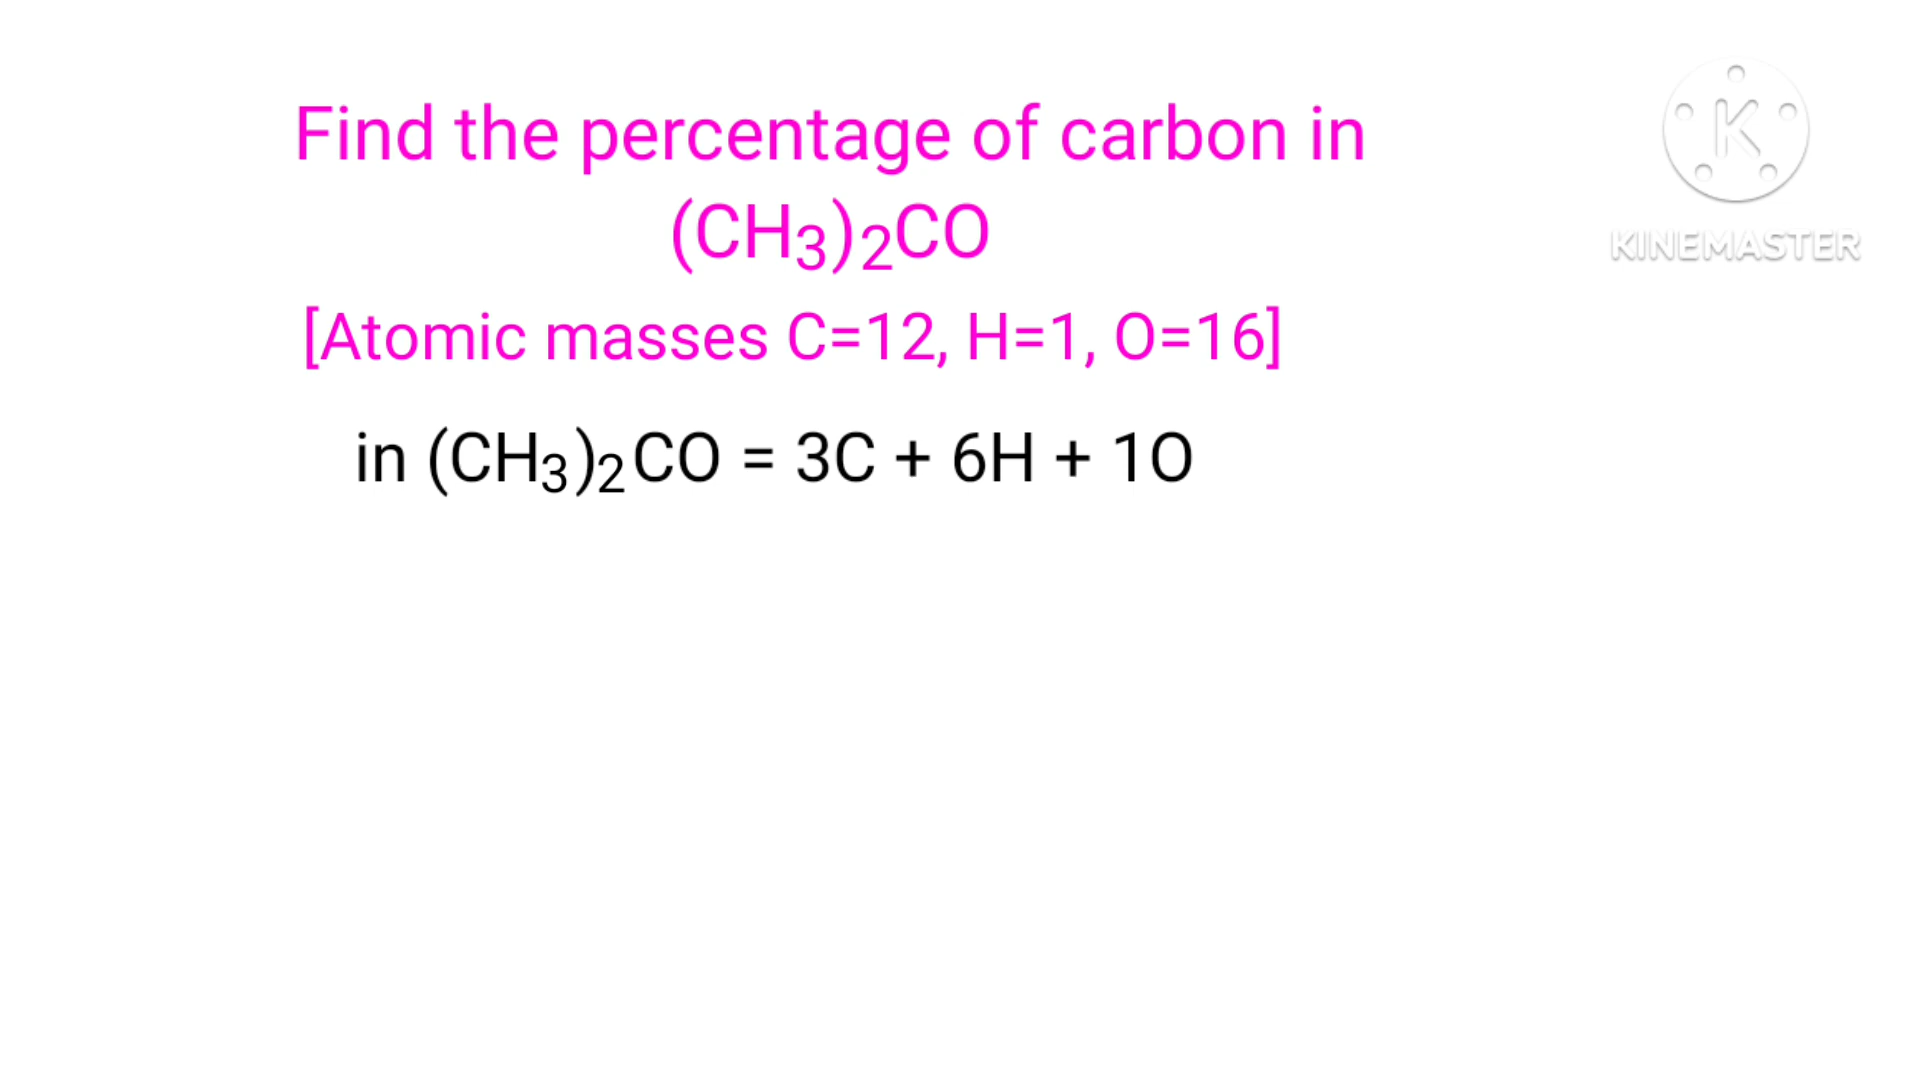 Find the percentage of carbon in
(CH3)2CO
[Atomic masses C=12, H=1, O=16]
in (CH3)2CO = 3C + 6H + 1O
K
KINEMASTER